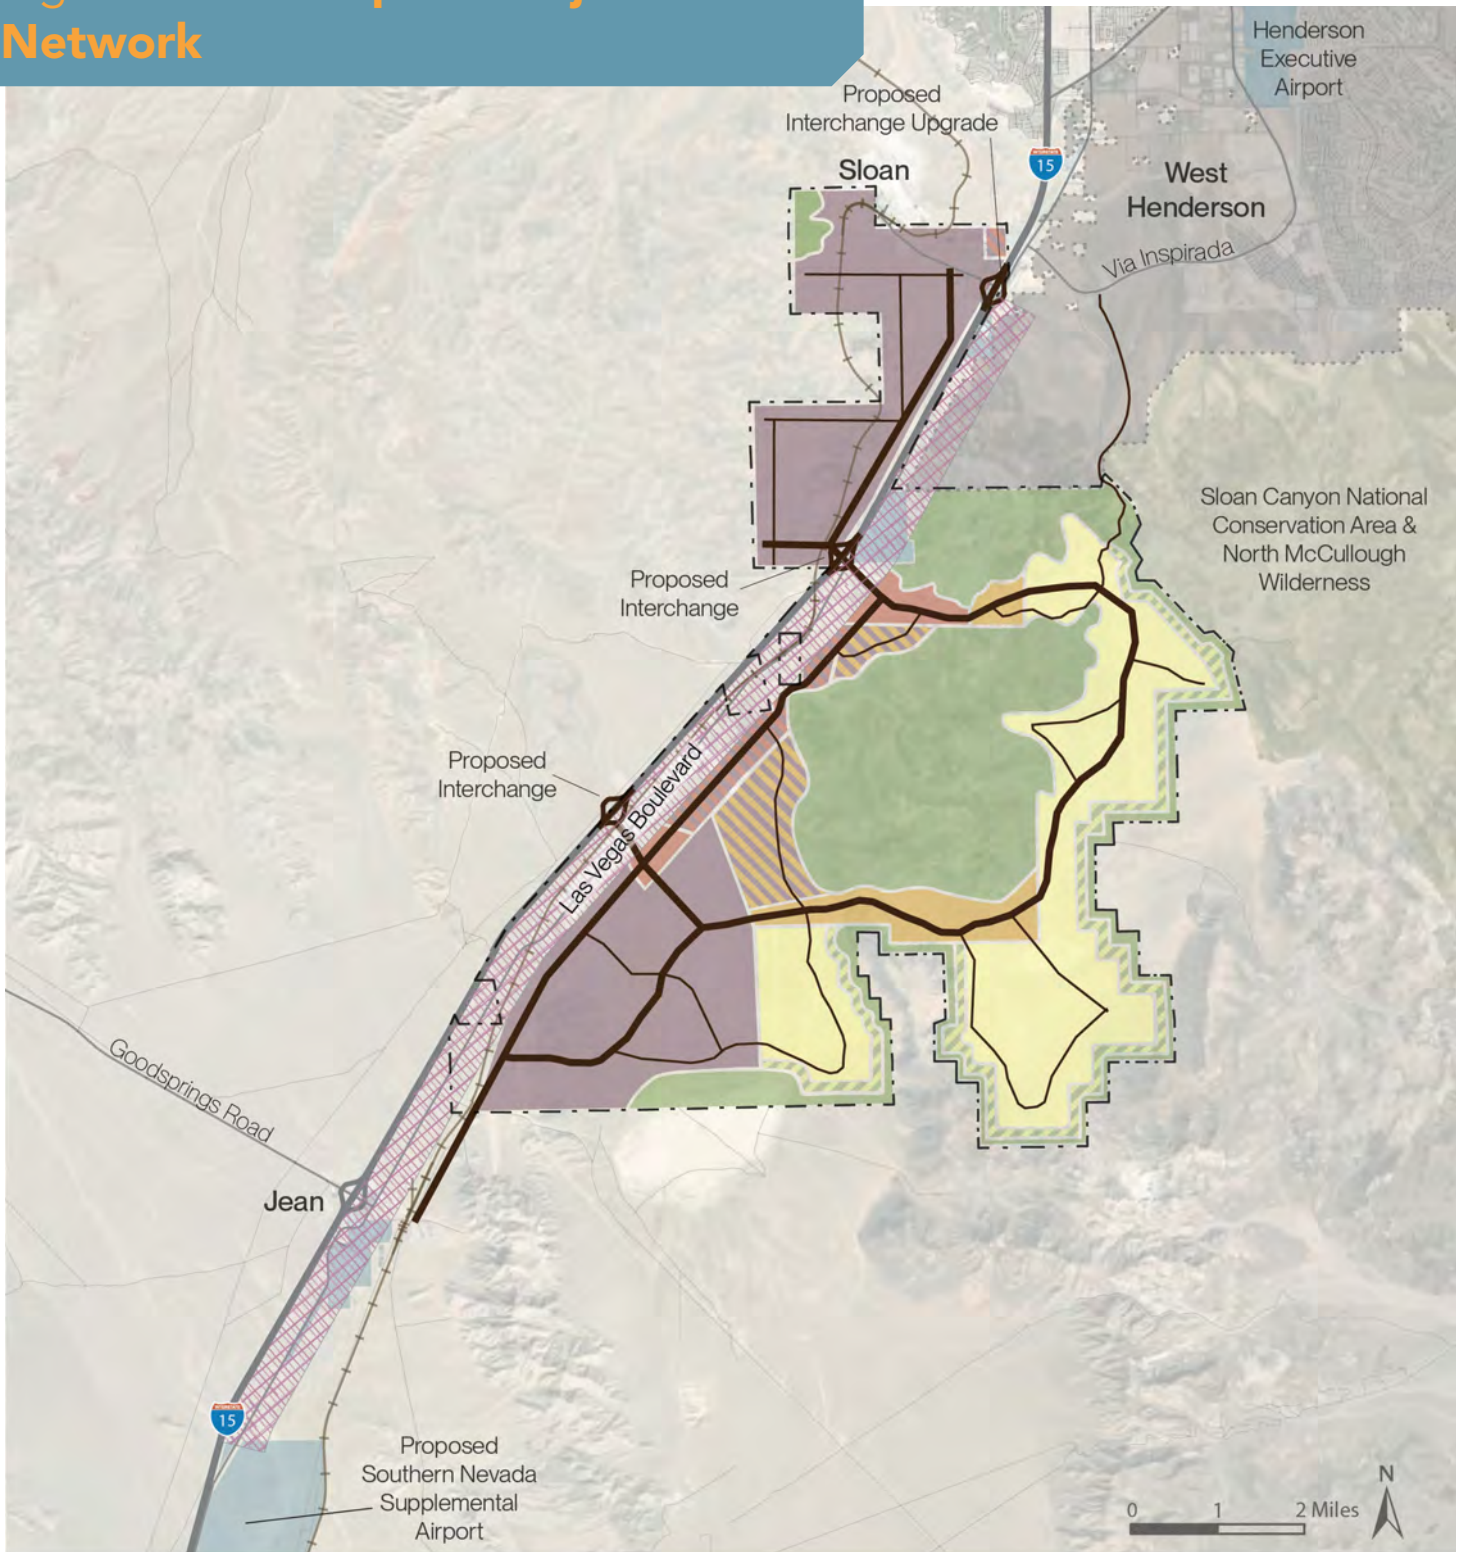 Network
Henderson
Executive
Airport
Proposed
Interchange Upgrade
Sloan
15
West
Henderson
Via Inspirada
Sloan Canyon National
Conservation Area &
North McCullough
Wilderness
Proposed
Interchange
Proposed
Interchange
Las Vegas Boulevard
Goodsprings Road
Jean
15
Proposed
Southern Nevada
Supplemental
Airport
N
0 1 2 Miles